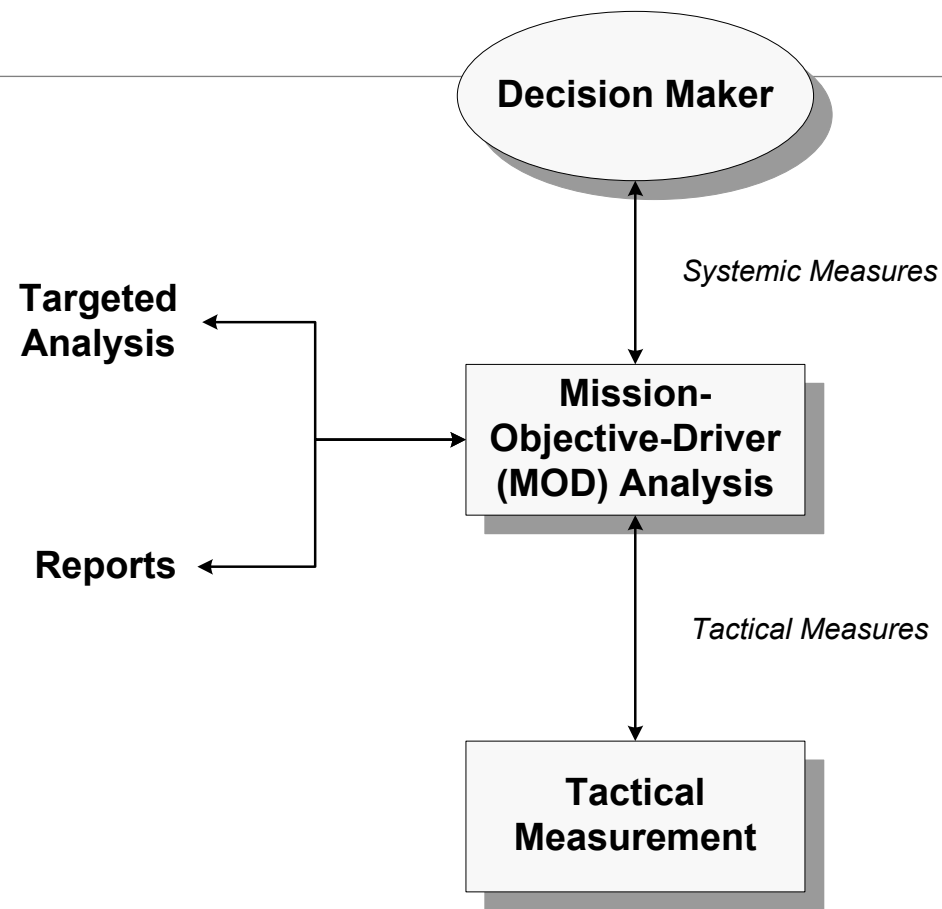 Decision Maker
Systemic Measures
Targeted
Analysis
Mission-
Objective-Driver
(MOD) Analysis
Reports
Tactical Measures
Tactical
Measurement